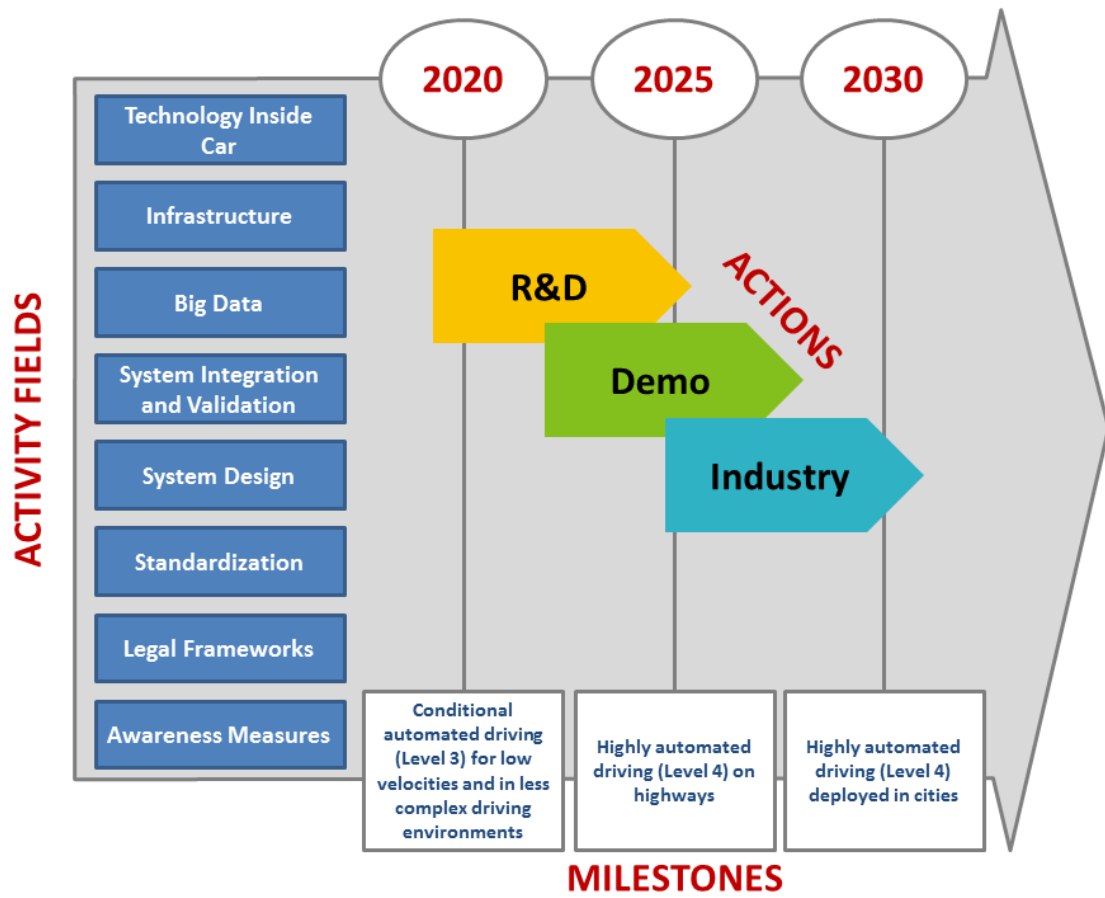 2020
2025
2030
ACTIVITY FIELDS
Technology Inside
Car
Infrastructure
Big Data
System Integration
and Validation
System Design
Standardization
Legal Frameworks
Awareness Measures
R&D
Demo
Industry
ACTIONS
Conditional
automated driving
(Level 3) for low
velocities and in less
complex driving
environments
Highly automated
driving (Level 4) on
highways
Highly automated
driving (Level 4)
deployed in cities
MILESTONES